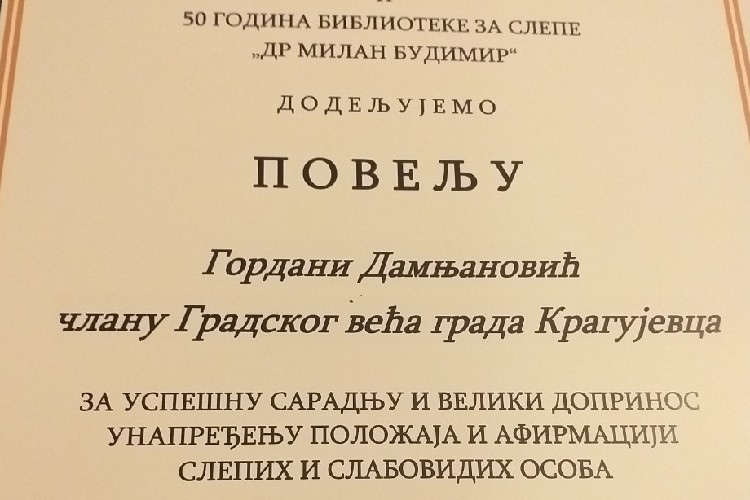 50 ГОДИНА БИБЛИОТЕКЕ ЗА СЛЕПЕ
„ДР МИЛАН БУДИМИР“
ДОДЕЉУЈЕМО
ПОВЕЉУ
Гордани Дамњановић
члану Градског већа града Крагујевца
ЗА УСПЕШНУ САРАДЊУ И ВЕЛИКИ ДОПРИНОС
УНАПРЕЂЕЊУ ПОЛОЖАЈА И АФИРМАЦИЈИ
СЛЕПИХ И СЛАБОВИДИХ ОСОБА